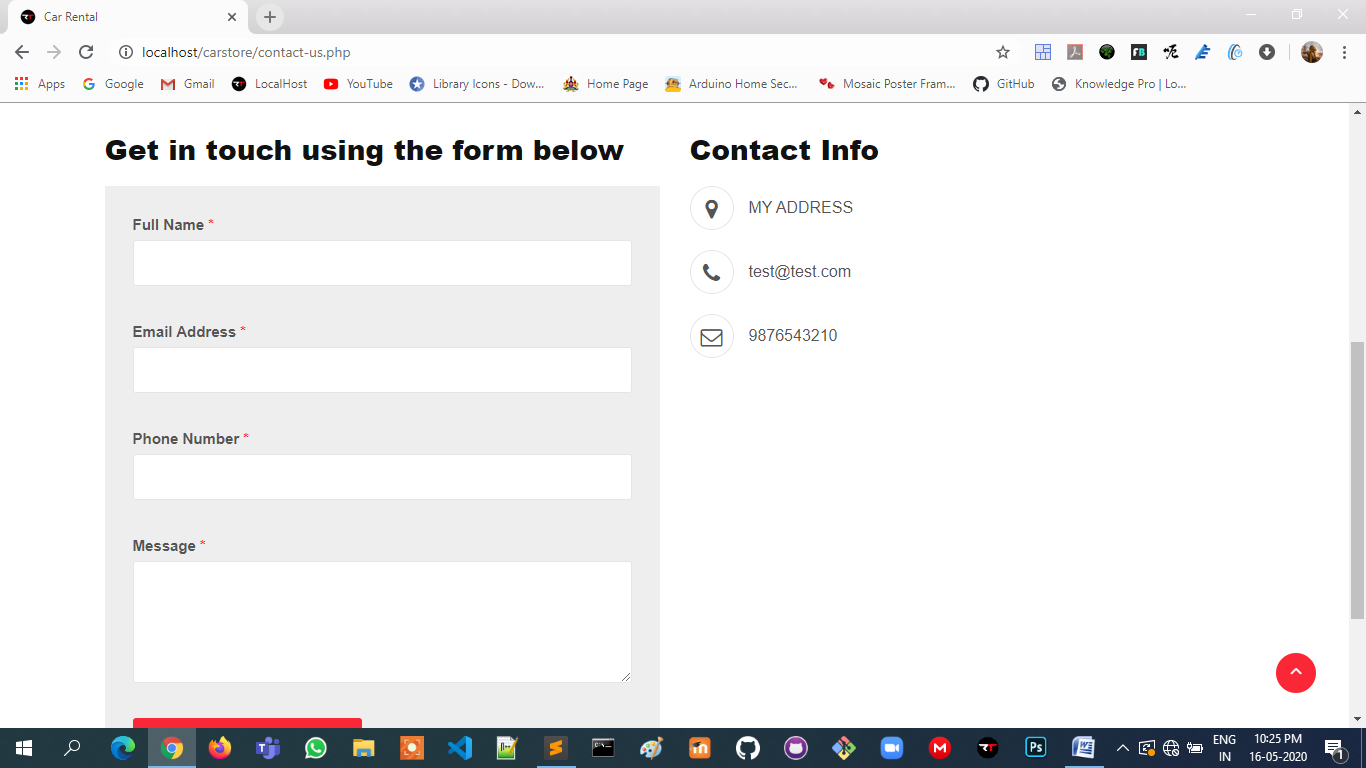 Car Rental
localhost/carstore/contact-us.php
Apps Google Gmail LocalHost YouTube Library Icons - Dow... Home Page Arduino Home Sec... Mosaic Poster Fram... GitHub Knowledge Pro | Lo...
Get in touch using the form below
Full Name *
Email Address *
Phone Number *
Message *
Contact Info
MY ADDRESS
test@test.com
9876543210
ENG 10:25 PM
IN 16-05-2020 1